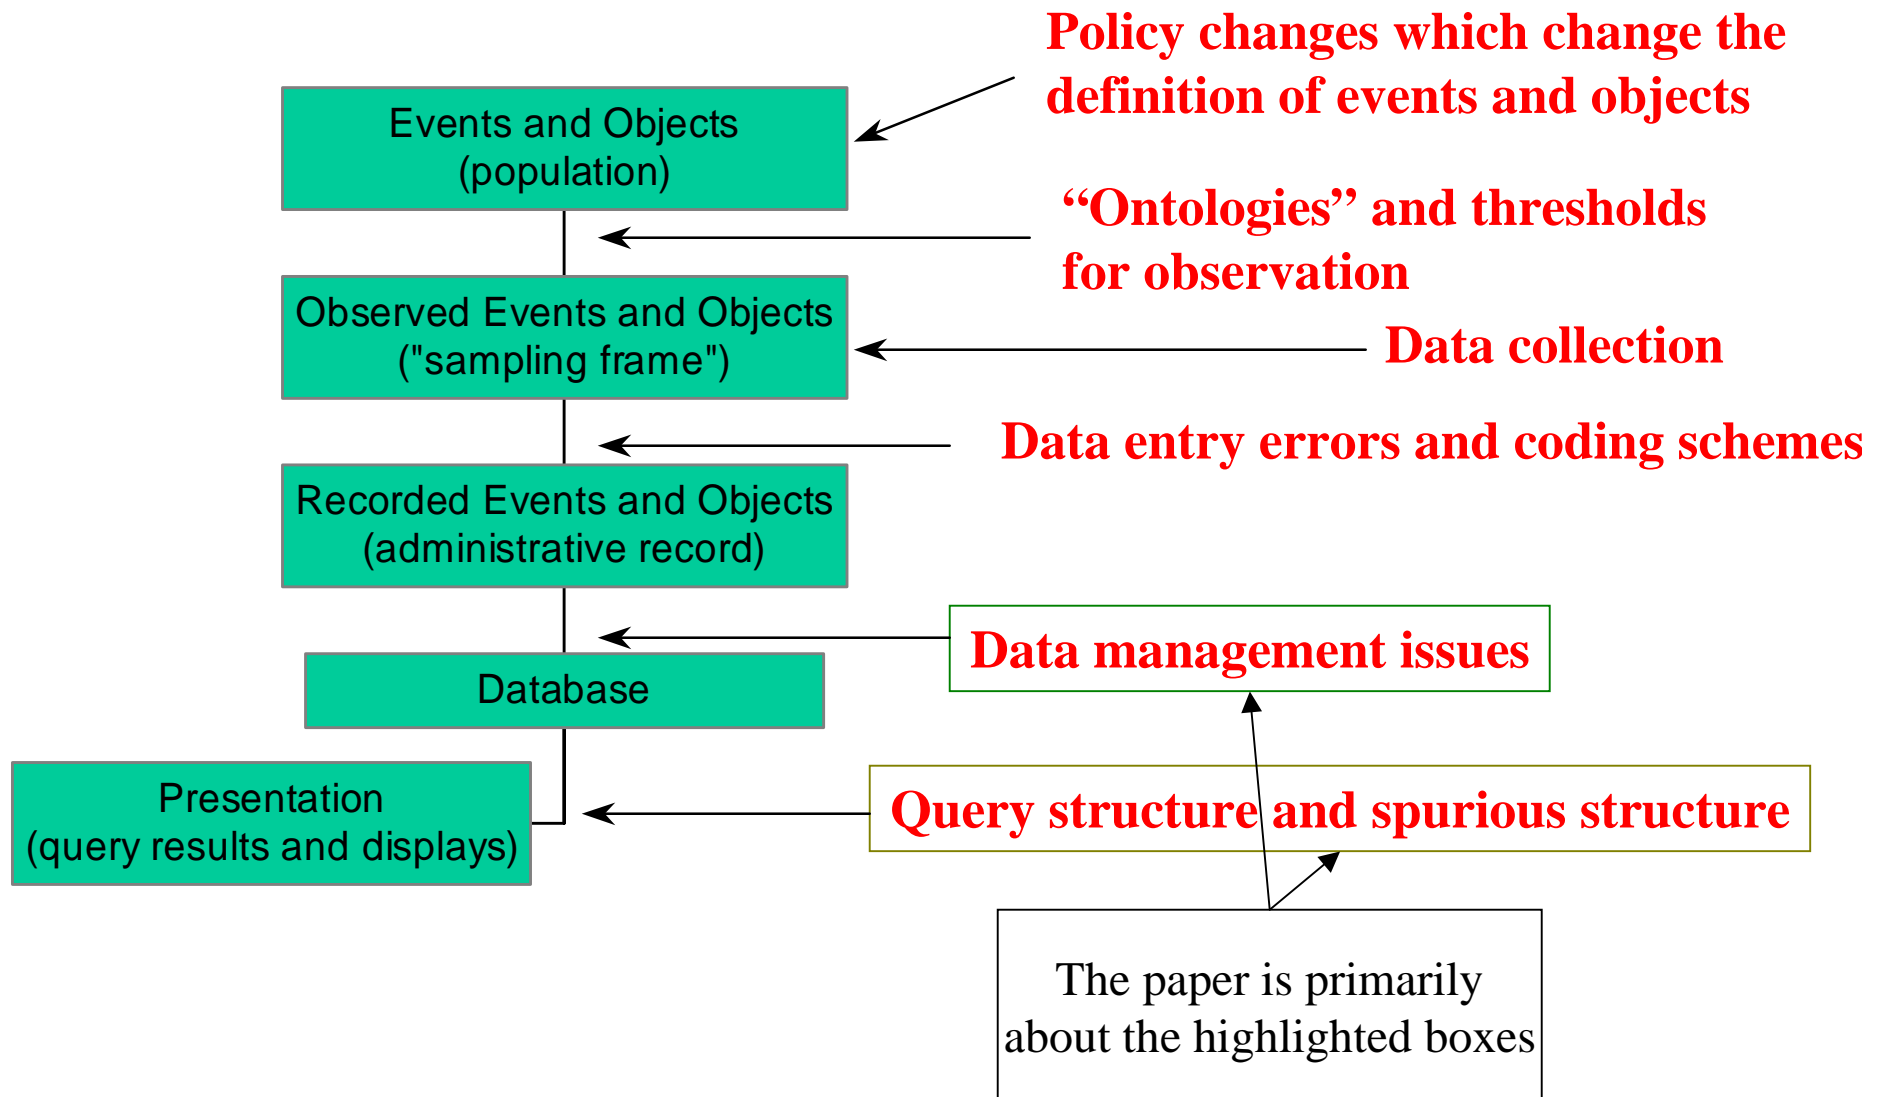 Policy changes which change the
definition of events and objects
Events and Objects
(population)
“Ontologies” and thresholds
for observation
Observed Events and Objects
("sampling frame")
Data collection
Data entry errors and coding schemes
Recorded Events and Objects
(administrative record)
Data management issues
Database
Presentation
(query results and displays)
Query structure and spurious structure
The paper is primarily
about the highlighted boxes